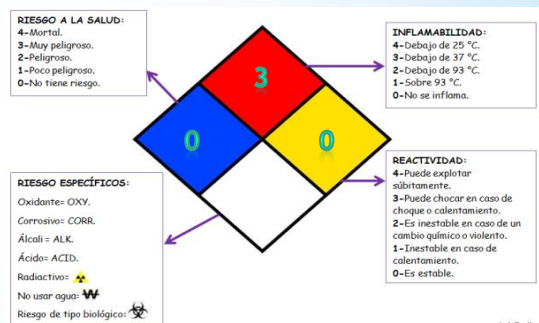 RIESGO A LA SALUD:
4-Mortal.
3-Muy peligroso.
2-Peligroso.
1-Poco peligroso.
0-No tiene riesgo.
INFLAMABILIDAD:
4-Debajo de 25 °C.
3-Debajo de 37 °C.
2-Debajo de 93 °C.
1-Sobre 93 °C.
0-No se inflama.
3
0
0
RIESGO ESPECÍFICOS:
Oxidante= OXY.
Corrosivo= CORR.
Álcali = ALK.
Ácido= ACID.
Radiactivo=
No usar agua: W
Riesgo de tipo biológico:
REACTIVIDAD:
4-Puede explotar
súbitamente.
3-Puede chocar en caso de
choque o calentamiento.
2-Es inestable en caso de un
cambio químico o violento.
1-Inestable en caso de
calentamiento.
0-Es estable.